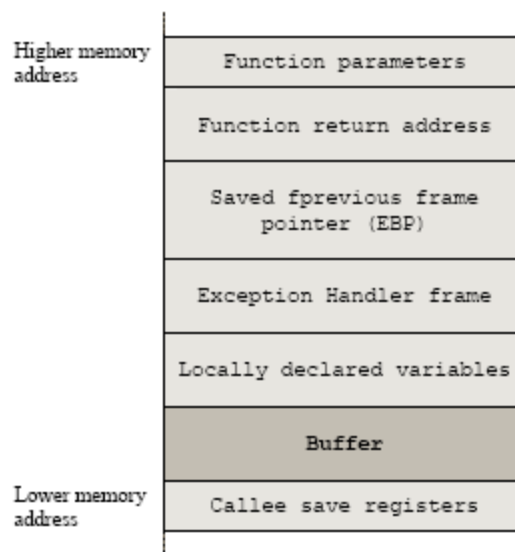 Higher memory
address
Function parameters
Function return address
Saved fprevious frame
pointer (EBP)
Exception Handler frame
Locally declared variables
Buffer
Lower memory
address
Callee save registers